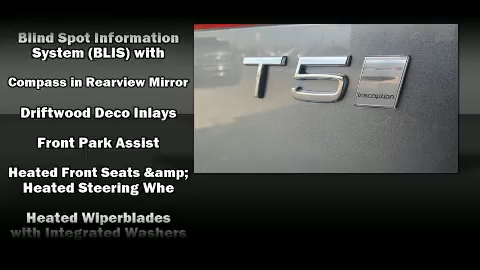 Blind Spot Information
System (BLIS) with
Compass in Rearview Mirror
Driftwood Deco Inlays
Front Park Assist
Heated Front Seats &amp;
Heated Steering Whe
Heated Wiperblades
with Integrated Washers
T5
Inscription